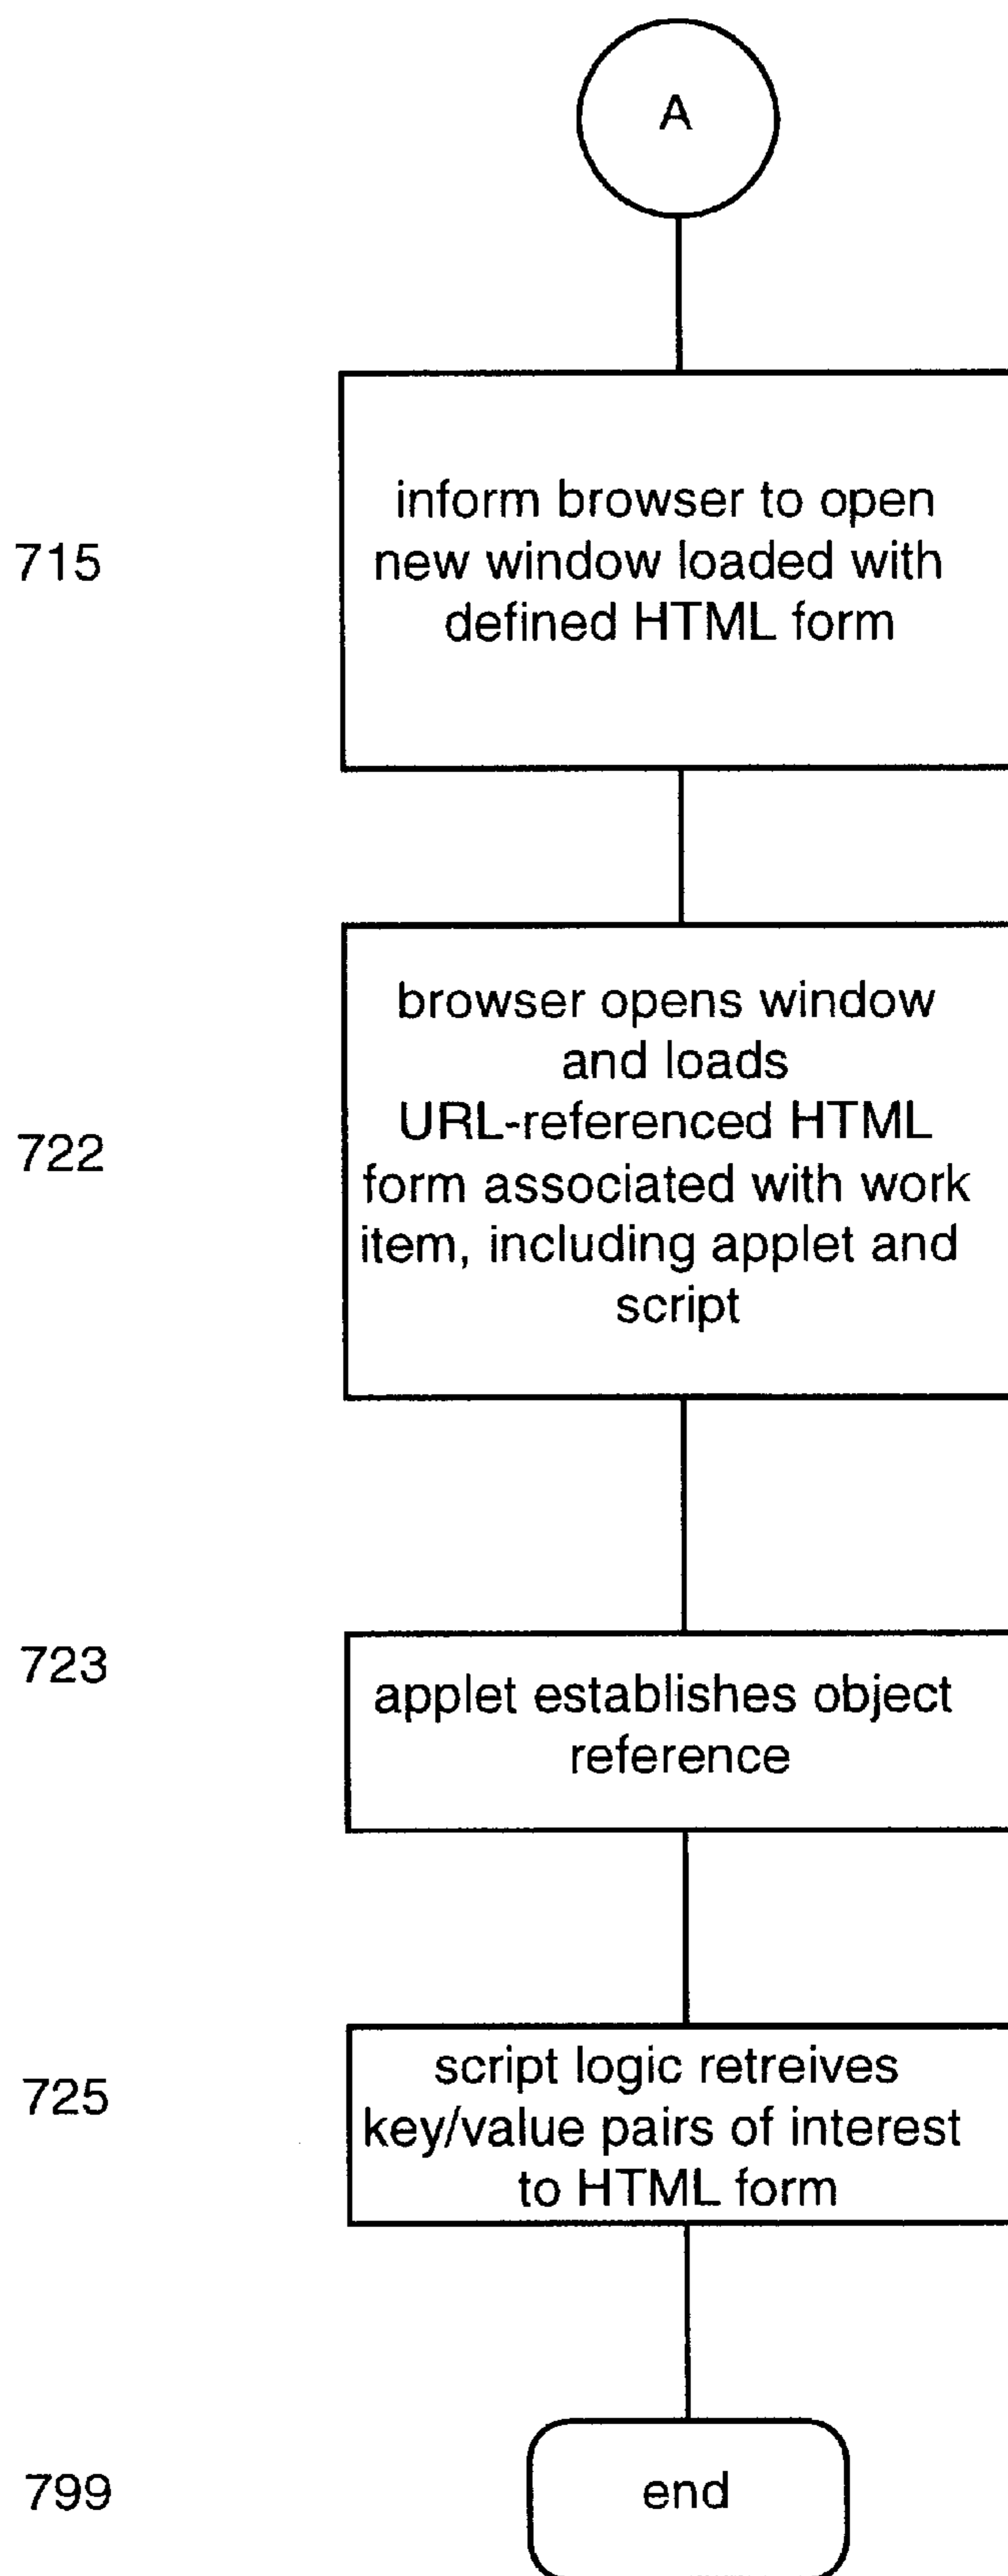 A
715
inform browser to open
new window loaded with
defined HTML form
722
browser opens window
and loads
URL-referenced HTML
form associated with work
item, including applet and
script
723
applet establishes object
reference
725
script logic retreives
key/value pairs of interest
to HTML form
799
end